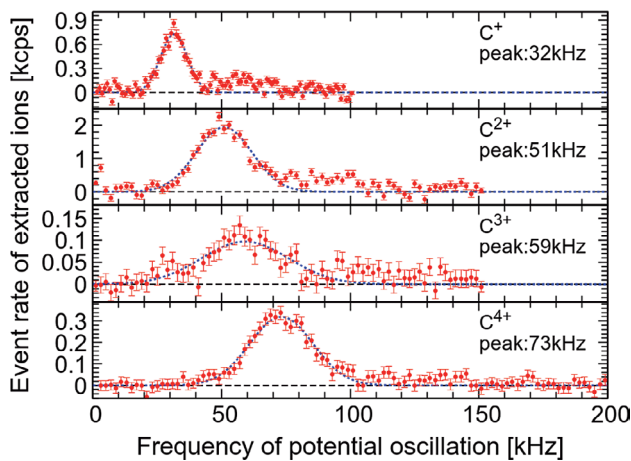 Event rate of extracted ions [kcps]
0.9
0.6
0.3
0
C⁺
peak:32kHz
2
1
0
C²⁺
peak:51kHz
0.15
0.1
0.05
0
C³⁺
peak:59kHz
0.3
0.2
0.1
0
C⁴⁺
peak:73kHz
0 50 100 150 200
Frequency of potential oscillation [kHz]